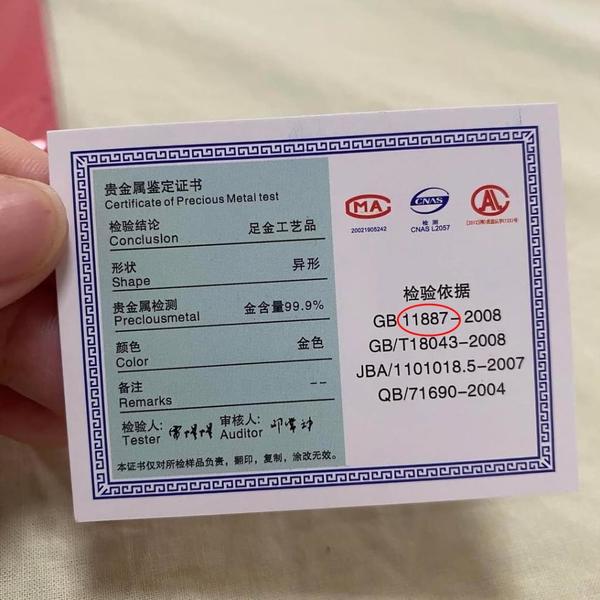 贵金属鉴定证书
Certificate of Precious Metal test
检验结论 足金工艺品
Conclusion
形状 异形
Shape
贵金属检测 金含量99.9%
Preciousmetal
颜色 金色
Color
备注 --
Remarks
检验人: 审核人:
Tester Auditor
本证书仅对所检样品负责，翻印，复制，涂改无效。
MA
20021905242
CNAS
检 测
CNAS L2057
AL
检验依据
GB 11887-2008
GB/T18043-2008
JBA/1101018.5-2007
QB/71690-2004